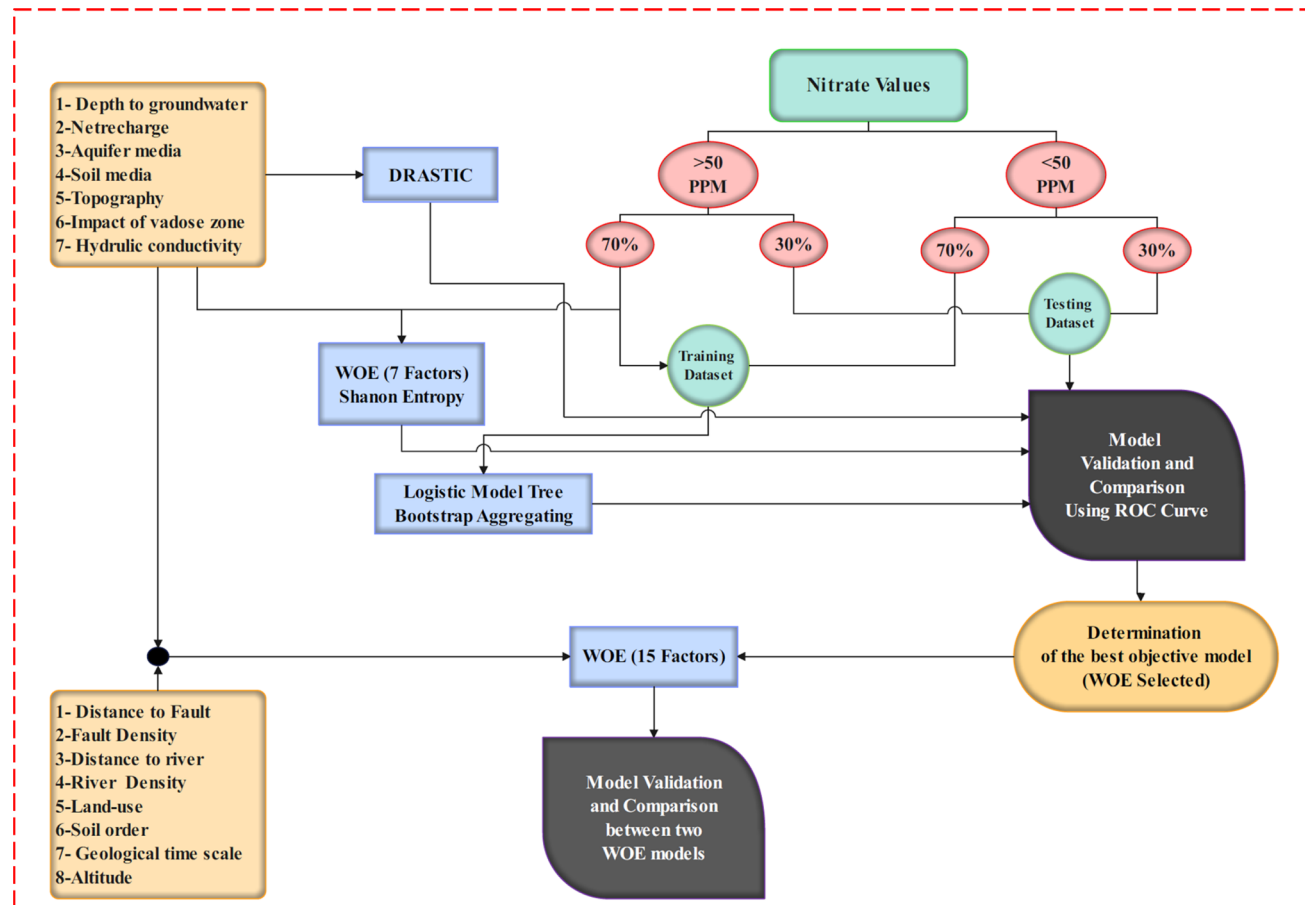 1- Depth to groundwater
2-Netrecharge
3-Aquifer media
4-Soil media
5-Topography
6-Impact of vadose zone
7- Hydrulic conductivity
DRASTIC
Nitrate Values
>50
PPM
<50
PPM
70%
30%
70%
30%
Testing
Dataset
Training
Dataset
WOE (7 Factors)
Shanon Entropy
Logistic Model Tree
Bootstrap Aggregating
Model
Validation and
Comparison
Using ROC Curve
Determination
of the best objective model
(WOE Selected)
WOE (15 Factors)
1- Distance to Fault
2-Fault Density
3-Distance to river
4-River Density
5-Land-use
6-Soil order
7- Geological time scale
8-Altitude
Model Validation
and Comparison
between two
WOE models